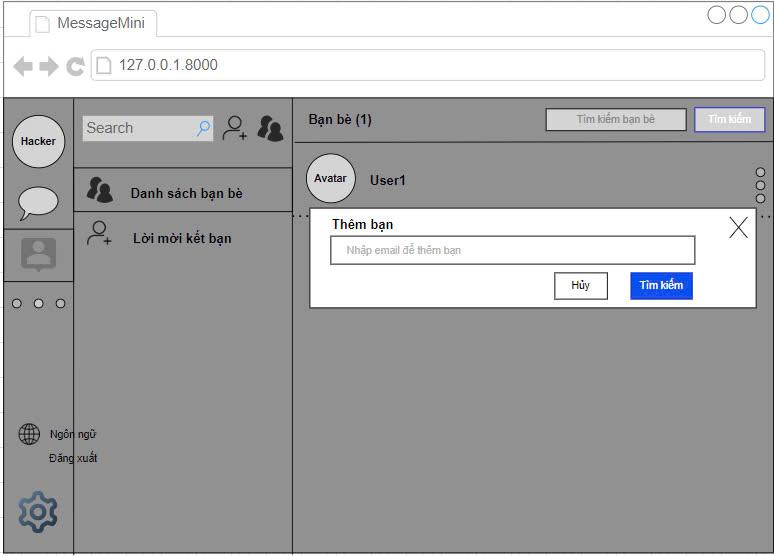 MessageMini
127.0.0.1.8000
Hacker
Search
Bạn bè (1)
Tìm kiếm bạn bè
Tìm kiếm
Danh sách bạn bè
Avatar
User1
Lời mời kết bạn
Thêm bạn
Nhập email để thêm bạn
Hủy
Tìm kiếm
Ngôn ngữ
Đăng xuất